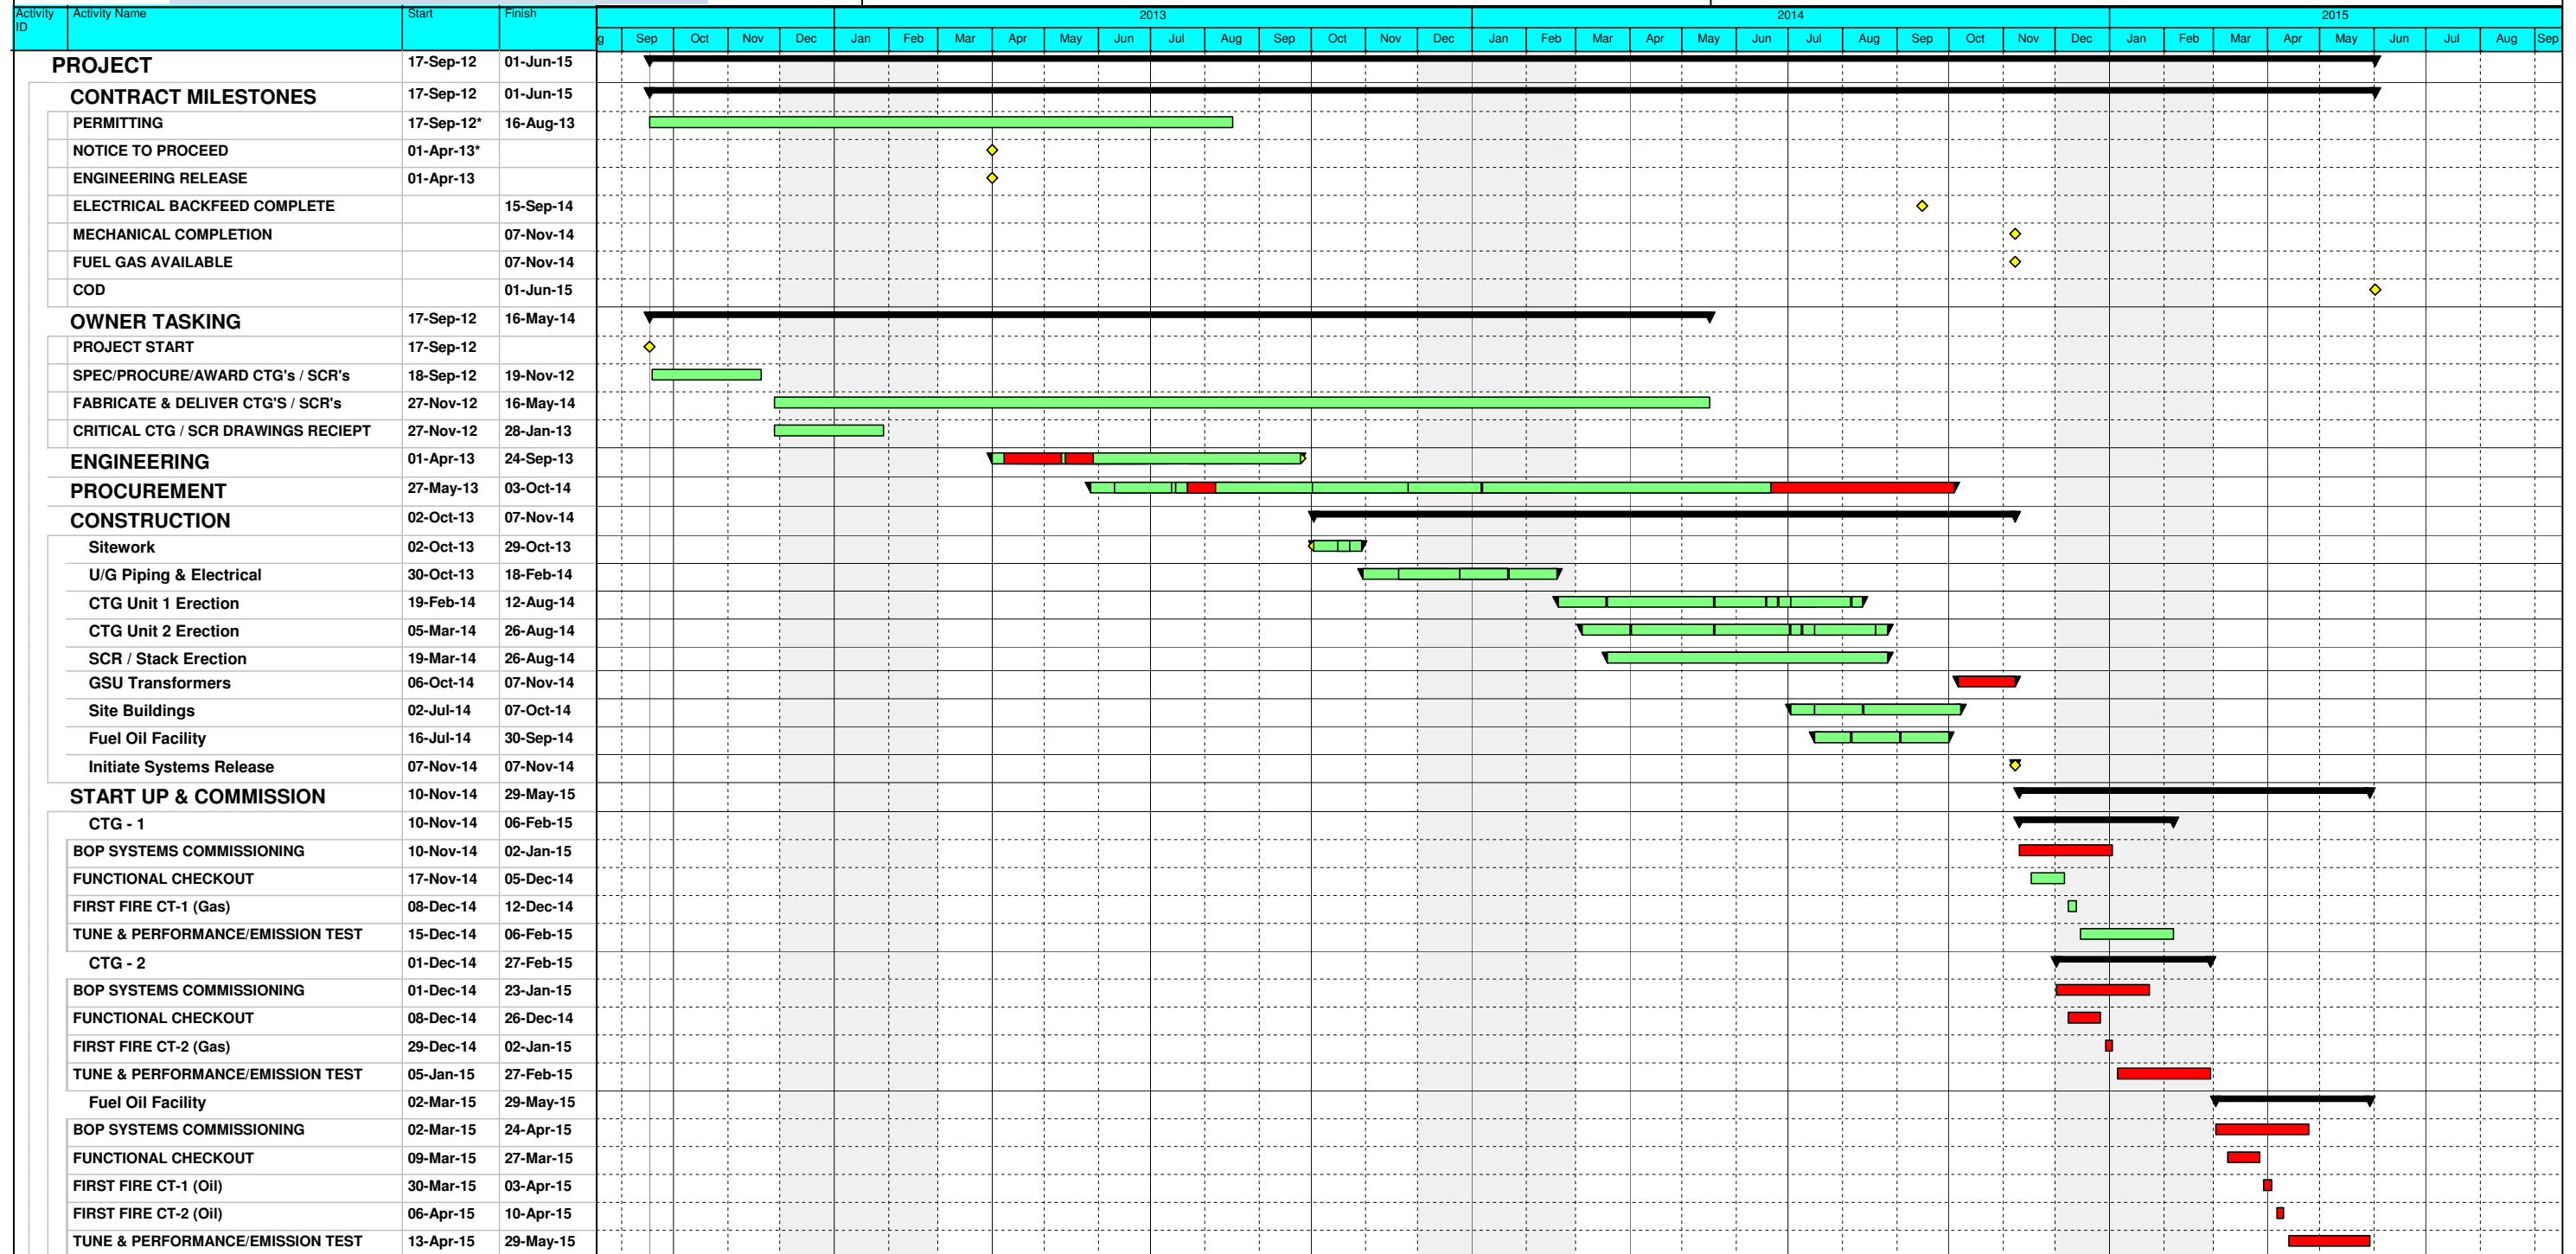 Activity ID Activity Name Start Finish 2013 2014 2015
g Sep Oct Nov Dec Jan Feb Mar Apr May Jun Jul Aug Sep Oct Nov Dec Jan Feb Mar Apr May Jun Jul Aug Sep Oct Nov Dec Jan Feb Mar Apr May Jun Jul Aug Sep
PROJECT 17-Sep-12 01-Jun-15
CONTRACT MILESTONES 17-Sep-12 01-Jun-15
PERMITTING 17-Sep-12* 16-Aug-13
NOTICE TO PROCEED 01-Apr-13*
ENGINEERING RELEASE 01-Apr-13
ELECTRICAL BACKFEED COMPLETE 15-Sep-14
MECHANICAL COMPLETION 07-Nov-14
FUEL GAS AVAILABLE 07-Nov-14
COD 01-Jun-15
OWNER TASKING 17-Sep-12 16-May-14
PROJECT START 17-Sep-12
SPEC/PROCURE/AWARD CTG's / SCR's 18-Sep-12 19-Nov-12
FABRICATE & DELIVER CTG'S / SCR's 27-Nov-12 16-May-14
CRITICAL CTG / SCR DRAWINGS RECIEPT 27-Nov-12 28-Jan-13
ENGINEERING 01-Apr-13 24-Sep-13
PROCUREMENT 27-May-13 03-Oct-14
CONSTRUCTION 02-Oct-13 07-Nov-14
Sitework 02-Oct-13 29-Oct-13
U/G Piping & Electrical 30-Oct-13 18-Feb-14
CTG Unit 1 Erection 19-Feb-14 12-Aug-14
CTG Unit 2 Erection 05-Mar-14 26-Aug-14
SCR / Stack Erection 19-Mar-14 26-Aug-14
GSU Transformers 06-Oct-14 07-Nov-14
Site Buildings 02-Jul-14 07-Oct-14
Fuel Oil Facility 16-Jul-14 30-Sep-14
Initiate Systems Release 07-Nov-14 07-Nov-14
START UP & COMMISSION 10-Nov-14 29-May-15
CTG - 1 10-Nov-14 06-Feb-15
BOP SYSTEMS COMMISSIONING 10-Nov-14 02-Jan-15
FUNCTIONAL CHECKOUT 17-Nov-14 05-Dec-14
FIRST FIRE CT-1 (Gas) 08-Dec-14 12-Dec-14
TUNE & PERFORMANCE/EMISSION TEST 15-Dec-14 06-Feb-15
CTG - 2 01-Dec-14 27-Feb-15
BOP SYSTEMS COMMISSIONING 01-Dec-14 23-Jan-15
FUNCTIONAL CHECKOUT 08-Dec-14 26-Dec-14
FIRST FIRE CT-2 (Gas) 29-Dec-14 02-Jan-15
TUNE & PERFORMANCE/EMISSION TEST 05-Jan-15 27-Feb-15
Fuel Oil Facility 02-Mar-15 29-May-15
BOP SYSTEMS COMMISSIONING 02-Mar-15 24-Apr-15
FUNCTIONAL CHECKOUT 09-Mar-15 27-Mar-15
FIRST FIRE CT-1 (Oil) 30-Mar-15 03-Apr-15
FIRST FIRE CT-2 (Oil) 06-Apr-15 10-Apr-15
TUNE & PERFORMANCE/EMISSION TEST 13-Apr-15 29-May-15